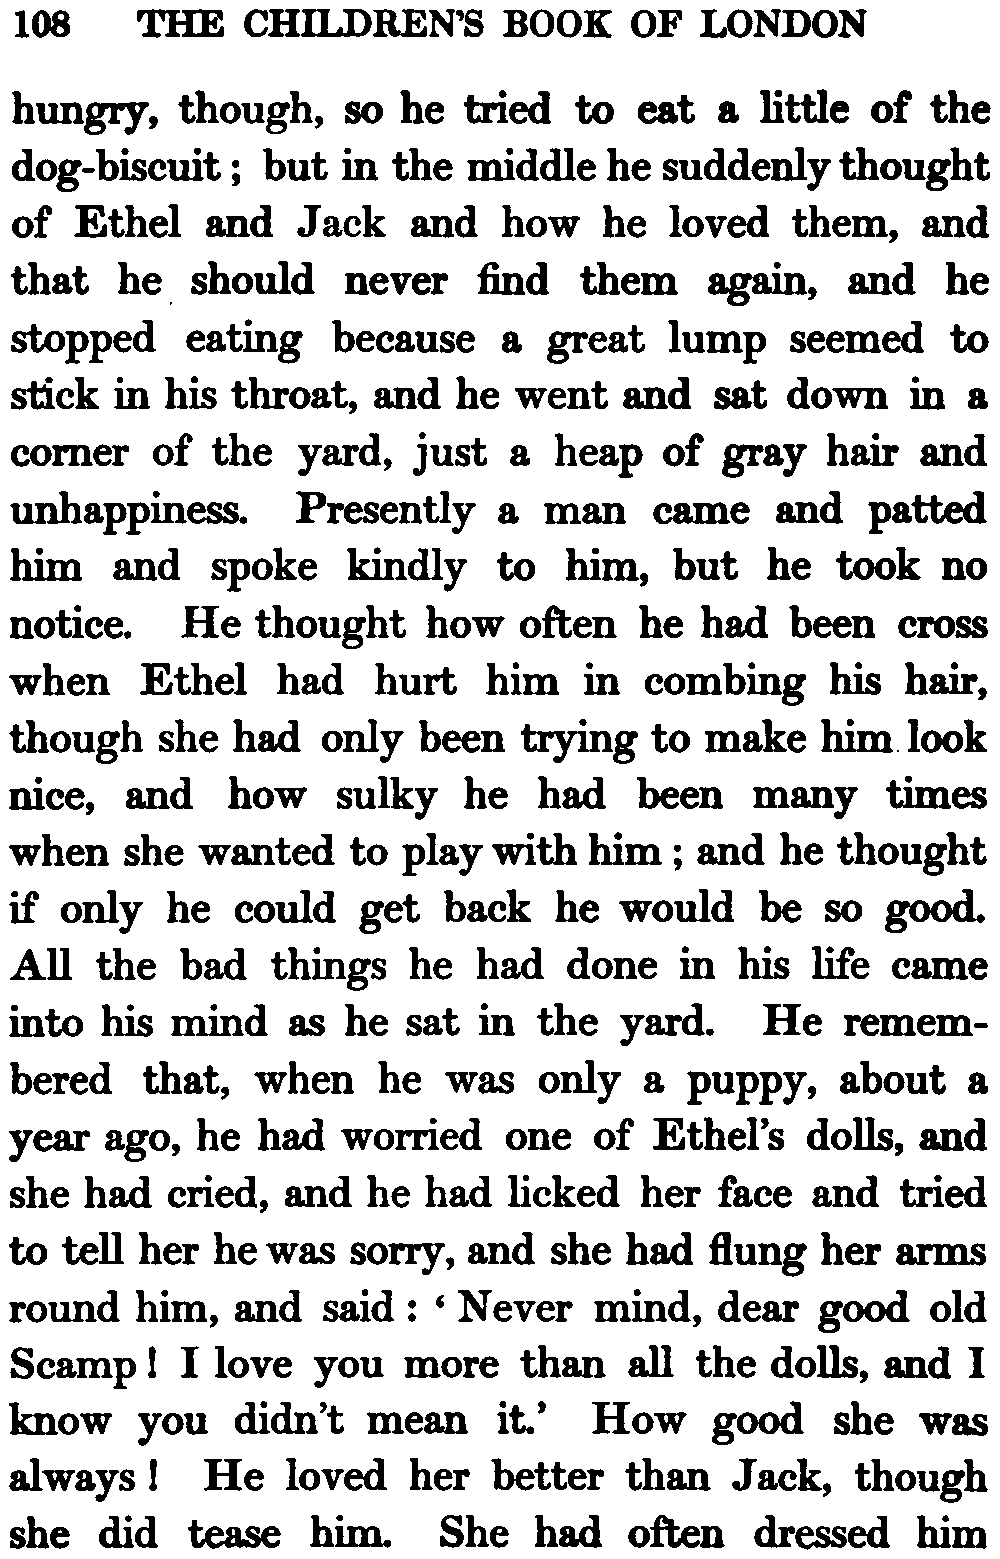 108 THE CHILDREN'S BOOK OF LONDON
hungry, though, so he tried to eat a little of the
dog-biscuit ; but in the middle he suddenly thought
of Ethel and Jack and how he loved them, and
that he should never find them again, and he
stopped eating because a great lump seemed to
stick in his throat, and he went and sat down in a
corner of the yard, just a heap of gray hair and
unhappiness. Presently a man came and patted
him and spoke kindly to him, but he took no
notice. He thought how often he had been cross
when Ethel had hurt him in combing his hair,
though she had only been trying to make him look
nice, and how sulky he had been many times
when she wanted to play with him ; and he thought
if only he could get back he would be so good.
All the bad things he had done in his life came
into his mind as he sat in the yard. He remem-
bered that, when he was only a puppy, about a
year ago, he had worried one of Ethel's dolls, and
she had cried, and he had licked her face and tried
to tell her he was sorry, and she had flung her arms
round him, and said : ‘ Never mind, dear good old
Scamp ! I love you more than all the dolls, and I
know you didn't mean it.’ How good she was
always ! He loved her better than Jack, though
she did tease him. She had often dressed him